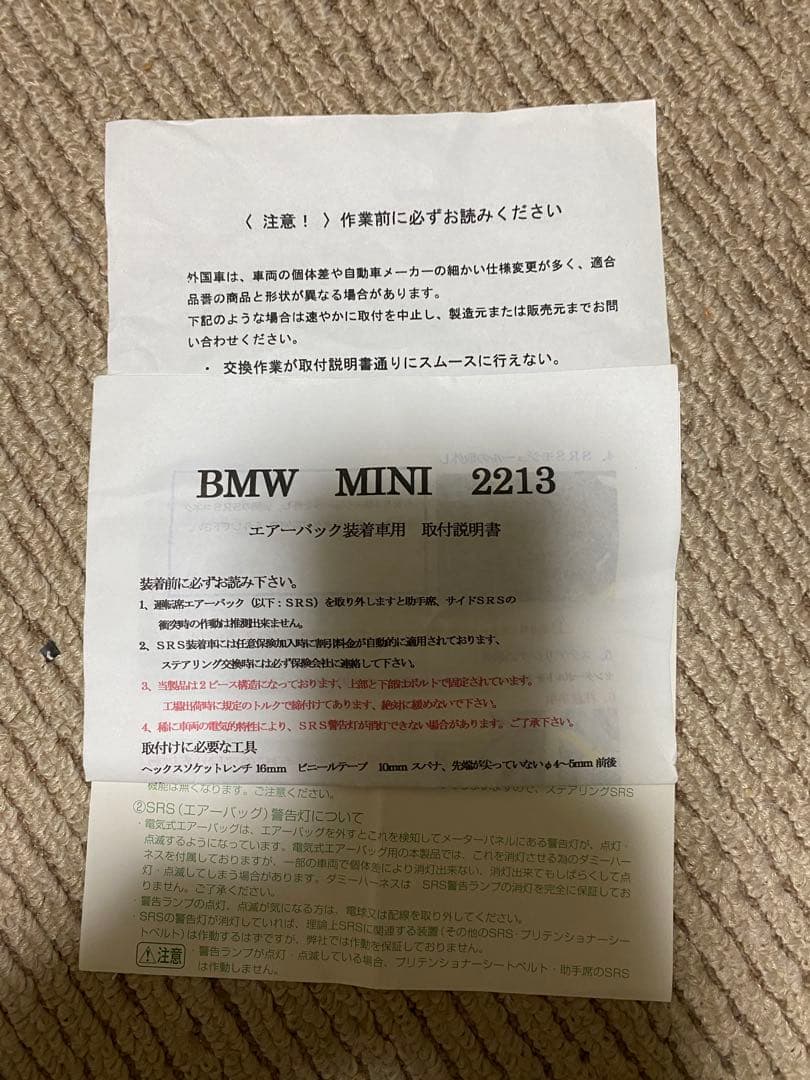 〈 注意！ 〉作業前に必ずお読みください
外国車は、車両の個体差や自動車メーカーの細かい仕様変更が多く、適合
品番の商品と形状が異なる場合があります。
下記のような場合は速やかに取付を中止し、製造元または販売元までお問
い合わせください。
・ 交換作業が取付説明書通りにスムースに行えない。
BMW MINI 2213
エアーバック装着車用 取付説明書
装着前に必ずお読み下さい。
1、運転席エアーバック（以下：ＳＲＳ）を取り外しますと助手席、サイドＳＲＳの
衝突時の作動は推測出来ません。
2、ＳＲＳ装着車には任意保険加入時に割引料金が自動的に適用されております、
ステアリング交換時には必ず保険会社に連絡して下さい。
3、当製品は２ピース構造になっております、上部と下部はボルトで固定されています。
工場出荷時に規定のトルクで締付けてあります、絶対に緩めないで下さい。
4、稀に車両の電気的特性により、ＳＲＳ警告灯が消灯できない場合があります。ご了承下さい。
取付けに必要な工具
ヘックスソケットレンチ 16mm ビニールテープ 10mm スパナ、先端が尖っていないφ4～5mm 前後
機能は無くなります。ご注意ください。
ステアリングSRS
②SRS（エアーバッグ）警告灯について
・電気式エアーバッグは、エアーバッグを外すとこれを検知してメーターパネルにある警告灯が、点灯・
点滅するようになっています。電気式エアーバッグ用の本製品では、これを消灯させる為のダミーハー
ネスを付属しておりますが、一部の車両で個体差により消灯出来ない、消灯出来てもしばらくして点
灯・点滅してしまう場合があります。ダミーハーネスは SRS警告ランプの消灯を完全に保証してお
りません。ご了承ください。
・警告ランプの点灯、点滅が気になる方は、電球又は配線を取り外してください。
・SRSの警告灯が消灯していれば、理論上SRSに関連する装置（その他のSRS・プリテンショナーシー
トベルト）は作動するはずですが、弊社では作動を保証しておりません。
注意 ・警告ランプが点灯・点滅している場合、プリテンショナーシートベルト・助手席のSRS
は作動しません。